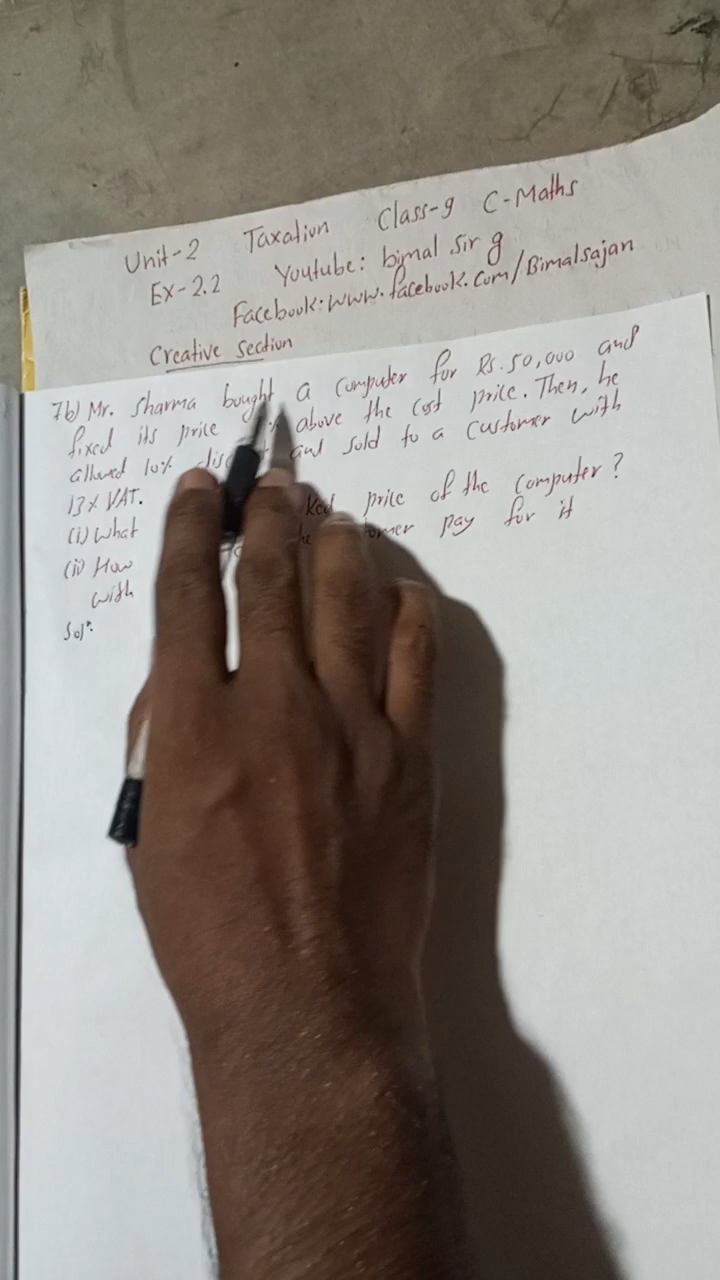 Unit-2 Taxation Class-9 C-Maths
Ex-2.2 Youtube: bimal sir g
Facebook: www.facebook.com/Bimalsajan
Creative section
7b) Mr. Sharma bought a computer for Rs. 50,000 and
fixed its price above the cost price. Then, he
allowed 10% and sold to a customer with
13% VAT.
(i) What price of the computer?
(ii) How pay for it
with
Solⁿ: